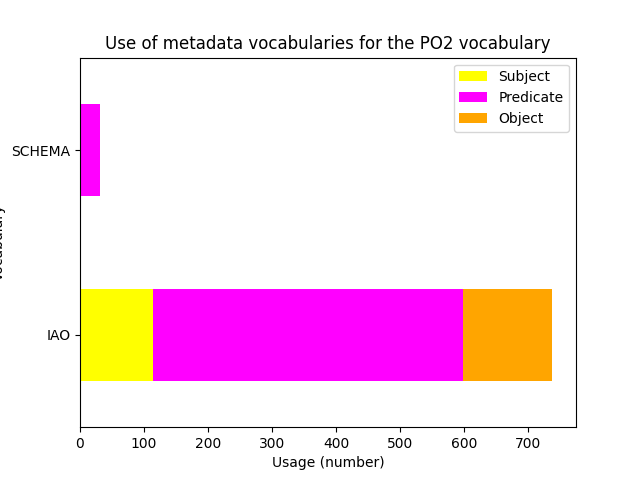 Use of metadata vocabularies for the PO2 vocabulary
Subject
Predicate
Object
SCHEMA
IAO
0 100 200 300 400 500 600 700
Usage (number)